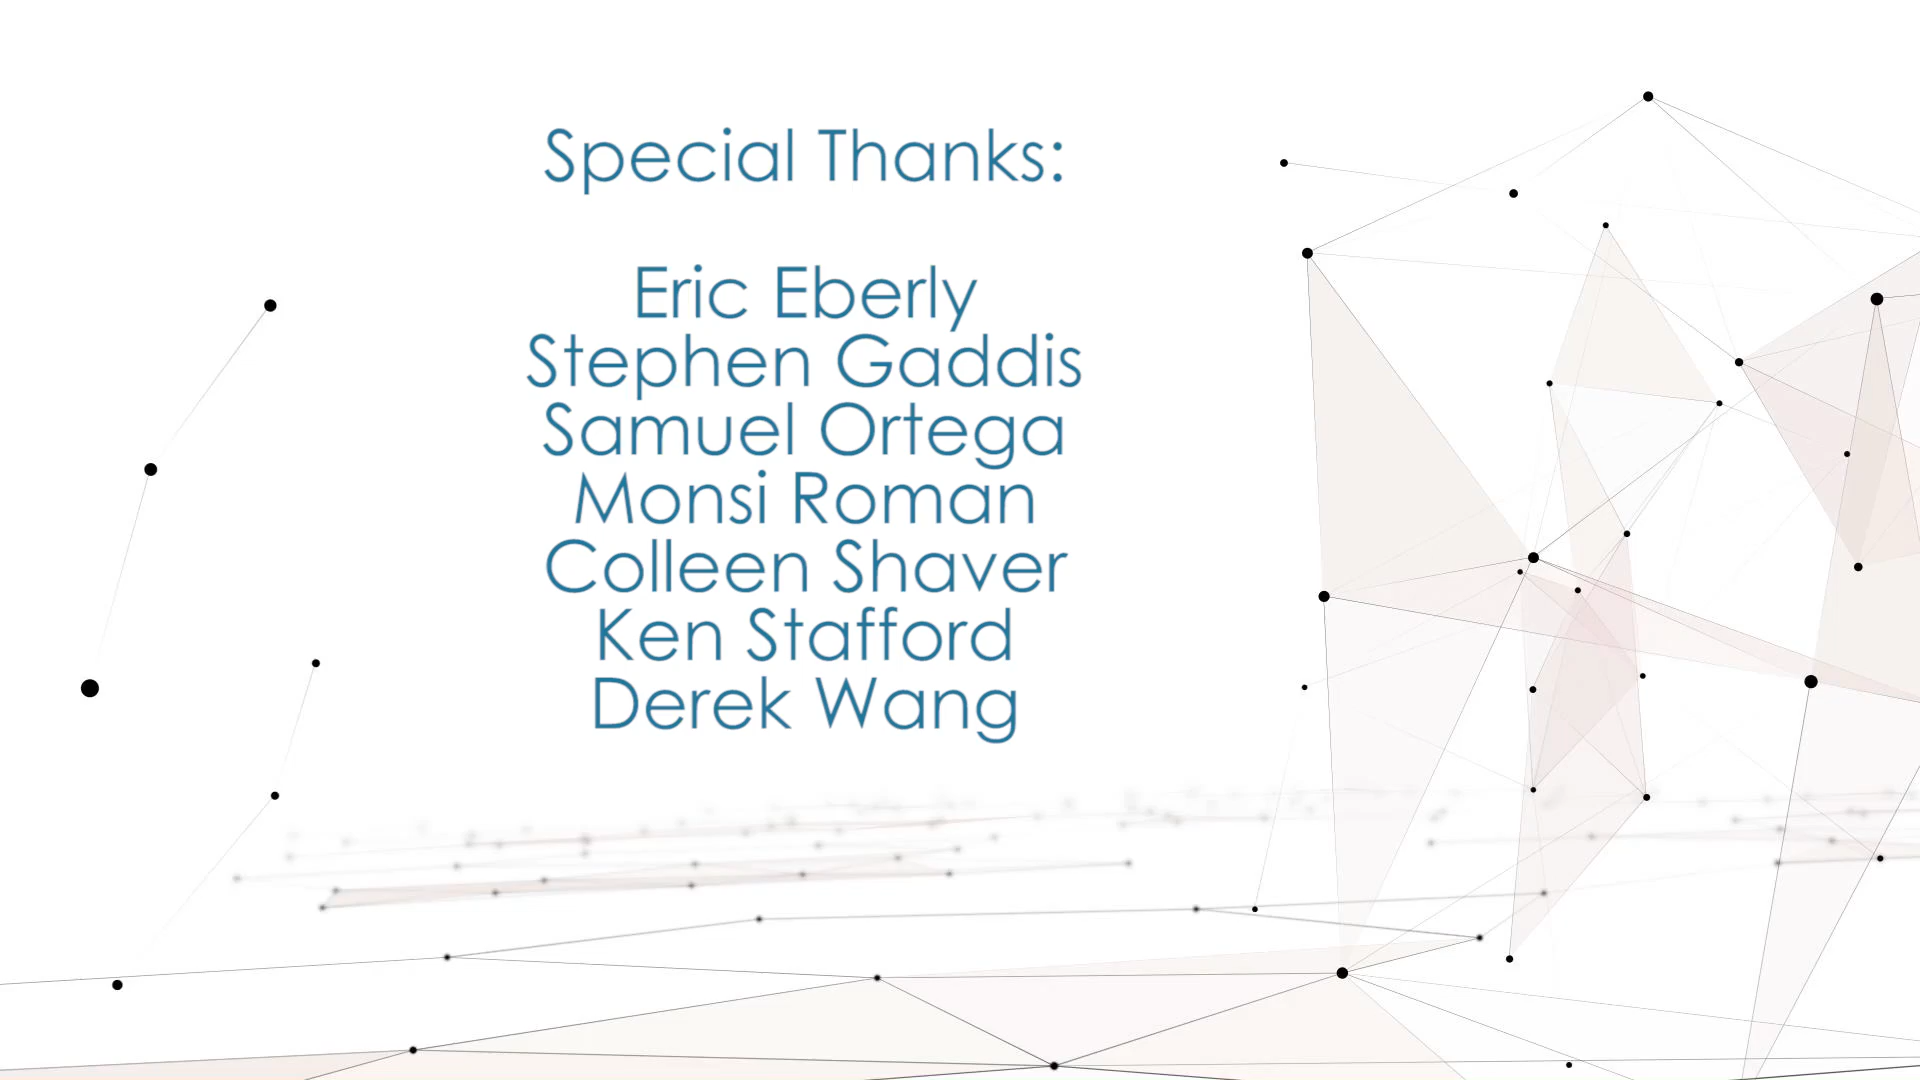 Special Thanks:
Eric Eberly
Stephen Gaddis
Samuel Ortega
Monsi Roman
Colleen Shaver
Ken Stafford
Derek Wang